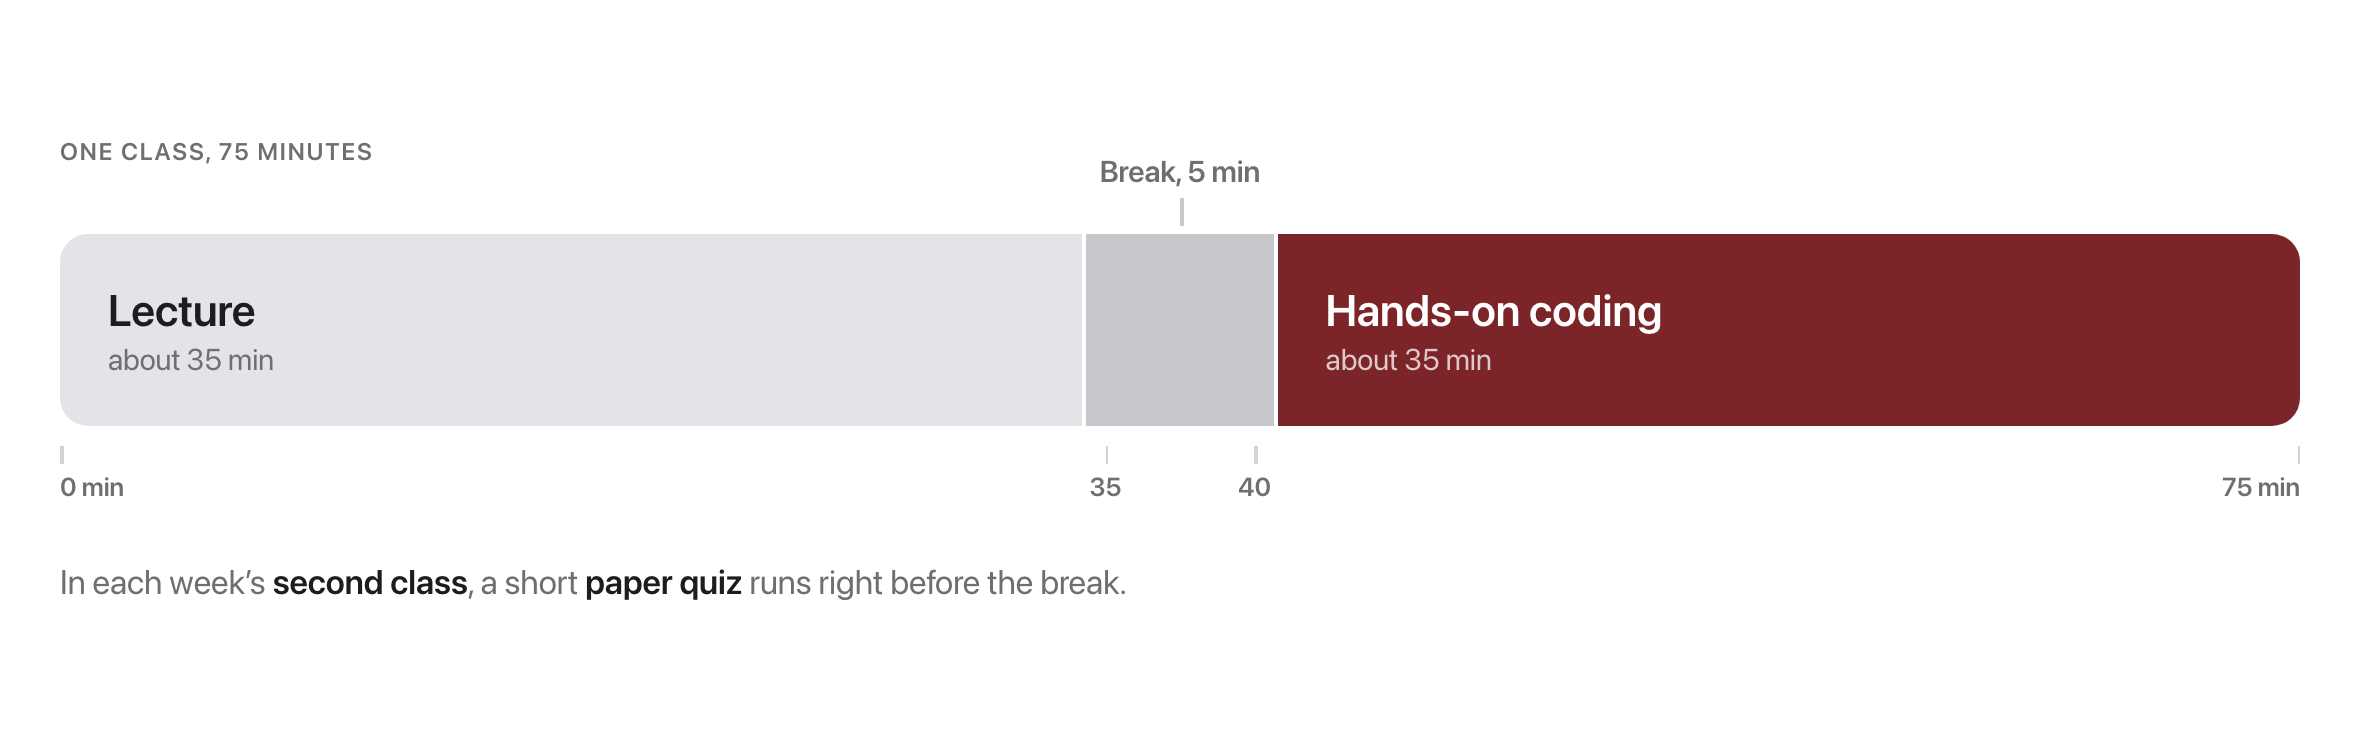 ONE CLASS, 75 MINUTES
Break, 5 min
Lecture
about 35 min
Hands-on coding
about 35 min
0 min
35
40
75 min
In each week’s second class, a short paper quiz runs right before the break.